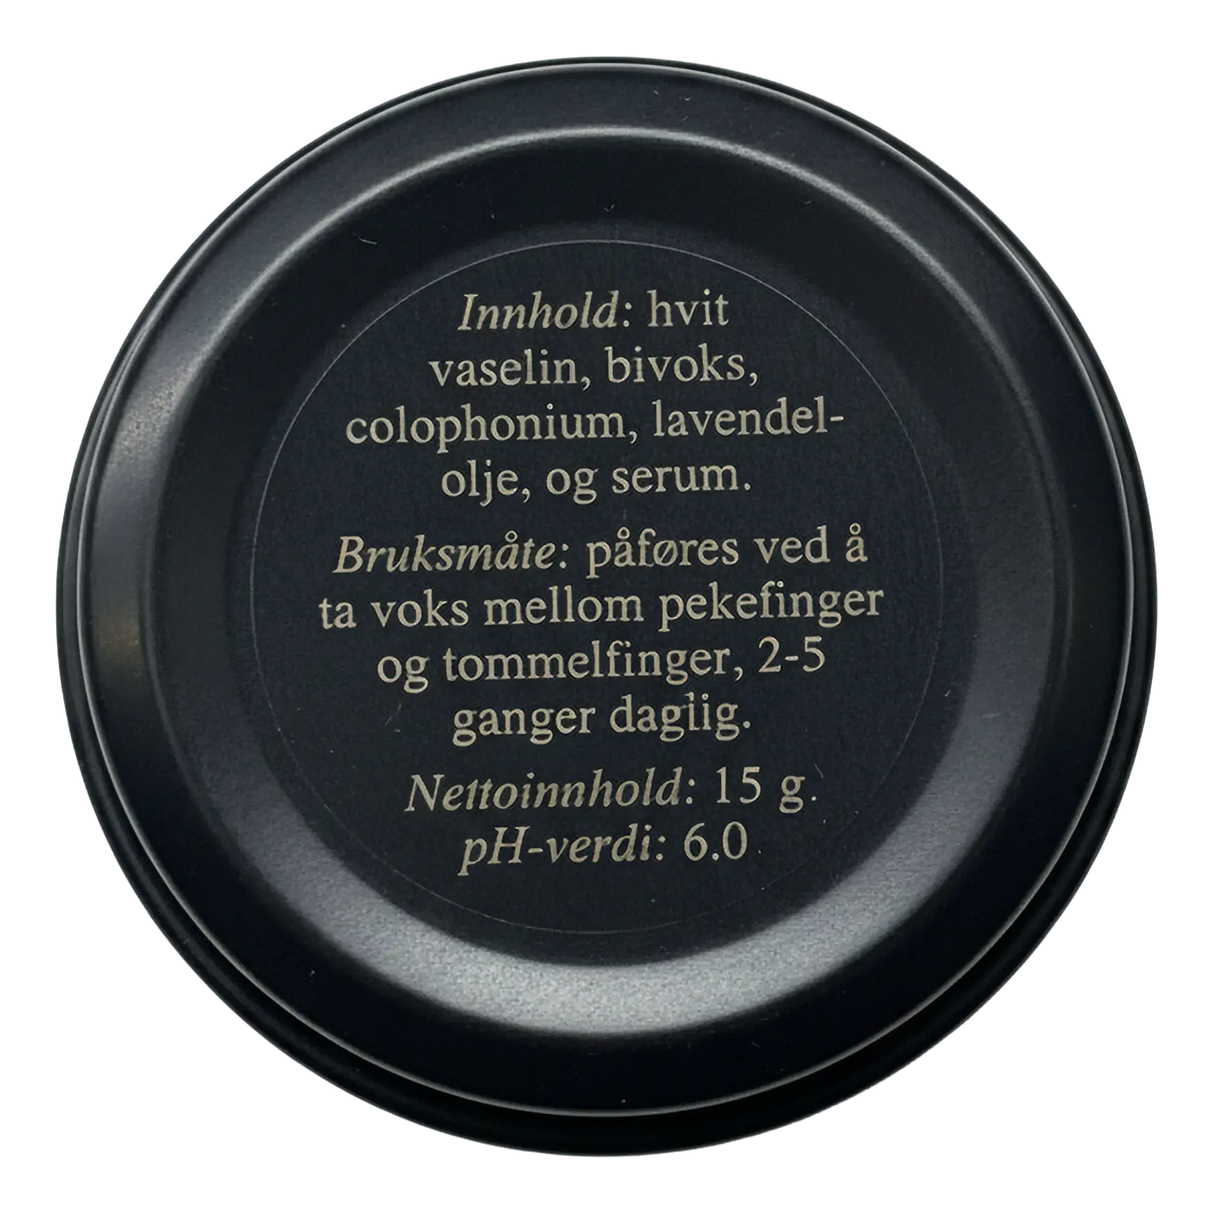 Innhold: hvit
vaselin, bivoks,
colophonium, lavendel-
olje, og serum.
Bruksmåte: påføres ved å
ta voks mellom pekefinger
og tommelfinger, 2-5
ganger daglig.
Nettoinnhold: 15 g.
pH-verdi: 6.0